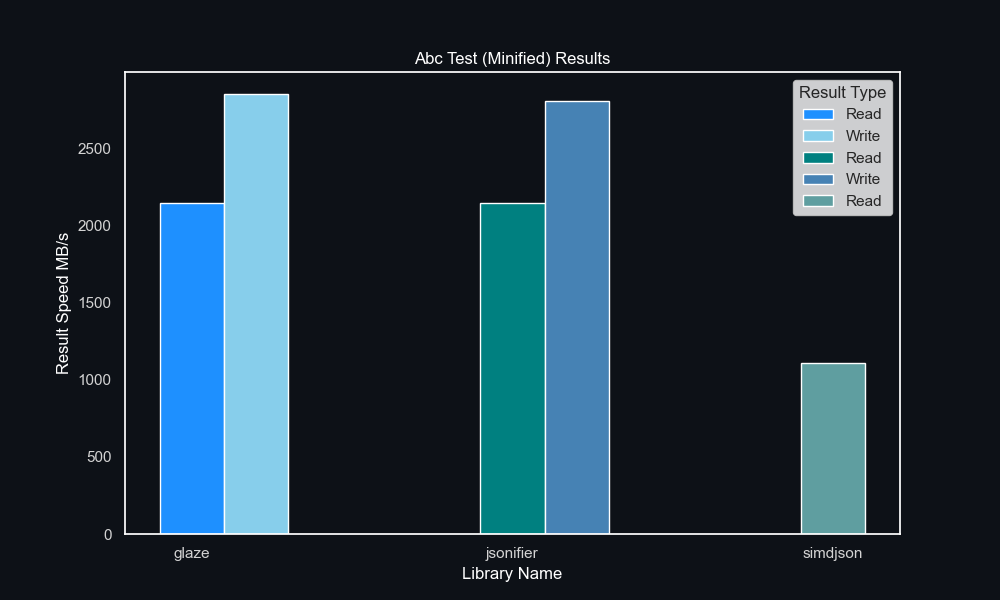 Abc Test (Minified) Results
Result Type
Read
Write
Read
Write
Read
Result Speed MB/s
2500
2000
1500
1000
500
0
glaze
jsonifier
simdjson
Library Name